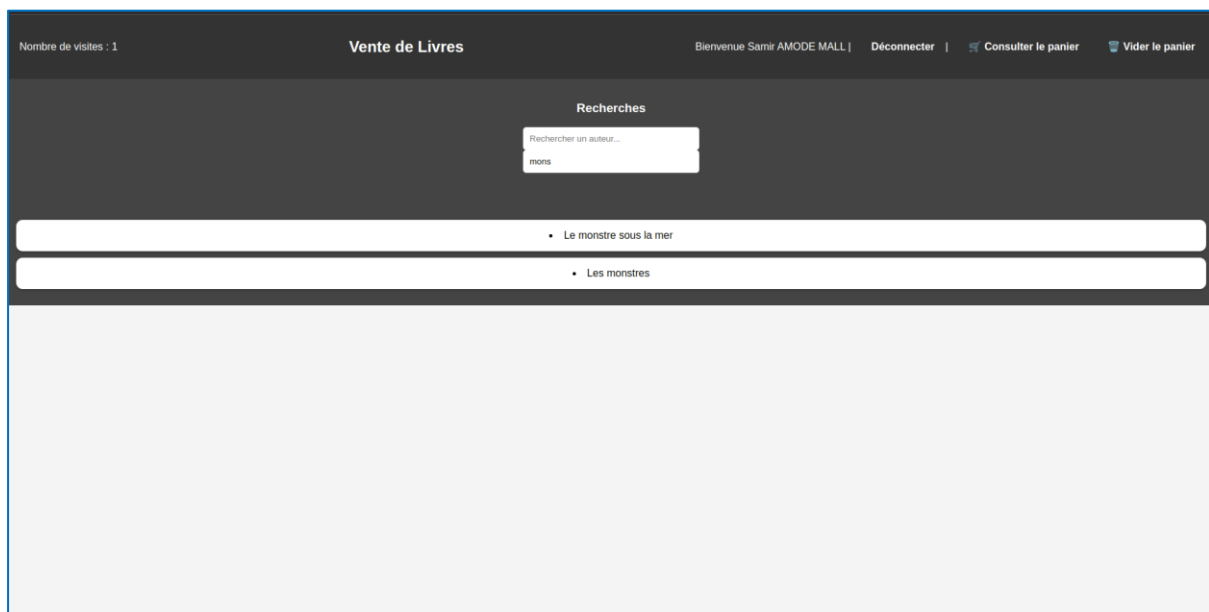 Nombre de visites : 1
Vente de Livres
Bienvenue Samir AMODE MALL |
Déconnecter |
🛒 Consulter le panier
🗑️ Vider le panier
Recherches
Rechercher un auteur...
mons
• Le monstre sous la mer
• Les monstres